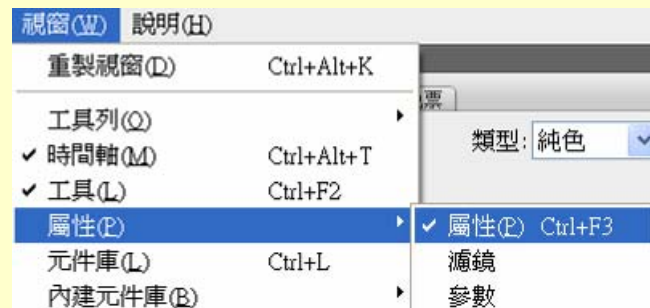 視窗(W) 說明(H)
重製視窗(D) Ctrl+Alt+K
工具列(O)
✓ 時間軸(M) Ctrl+Alt+T
✓ 工具(L) Ctrl+F2
屬性(P)
元件庫(L) Ctrl+L
內建元件庫(B)
類型: 純色
✓ 屬性(P) Ctrl+F3
濾鏡
參數